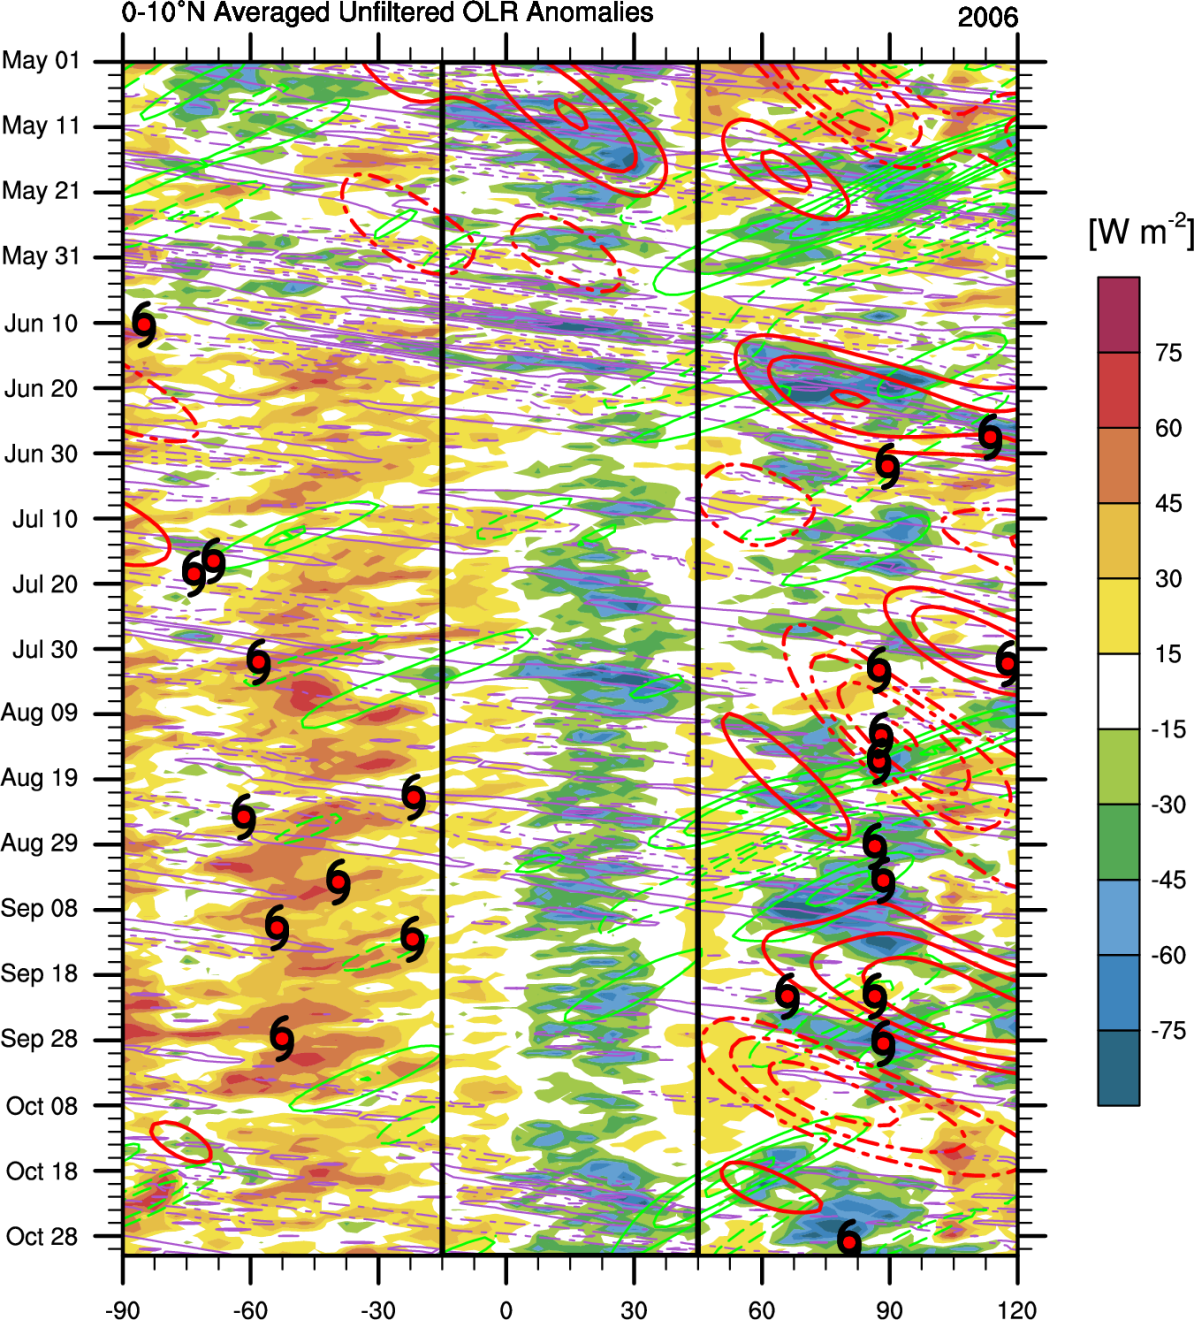 0-10°N Averaged Unfiltered OLR Anomalies 2006
May 01
May 11
May 21
May 31
Jun 10
Jun 20
Jun 30
Jul 10
Jul 20
Jul 30
Aug 09
Aug 19
Aug 29
Sep 08
Sep 18
Sep 28
Oct 08
Oct 18
Oct 28
-90 -60 -30 0 30 60 90 120
[W m-2]
75
60
45
30
15
-15
-30
-45
-60
-75